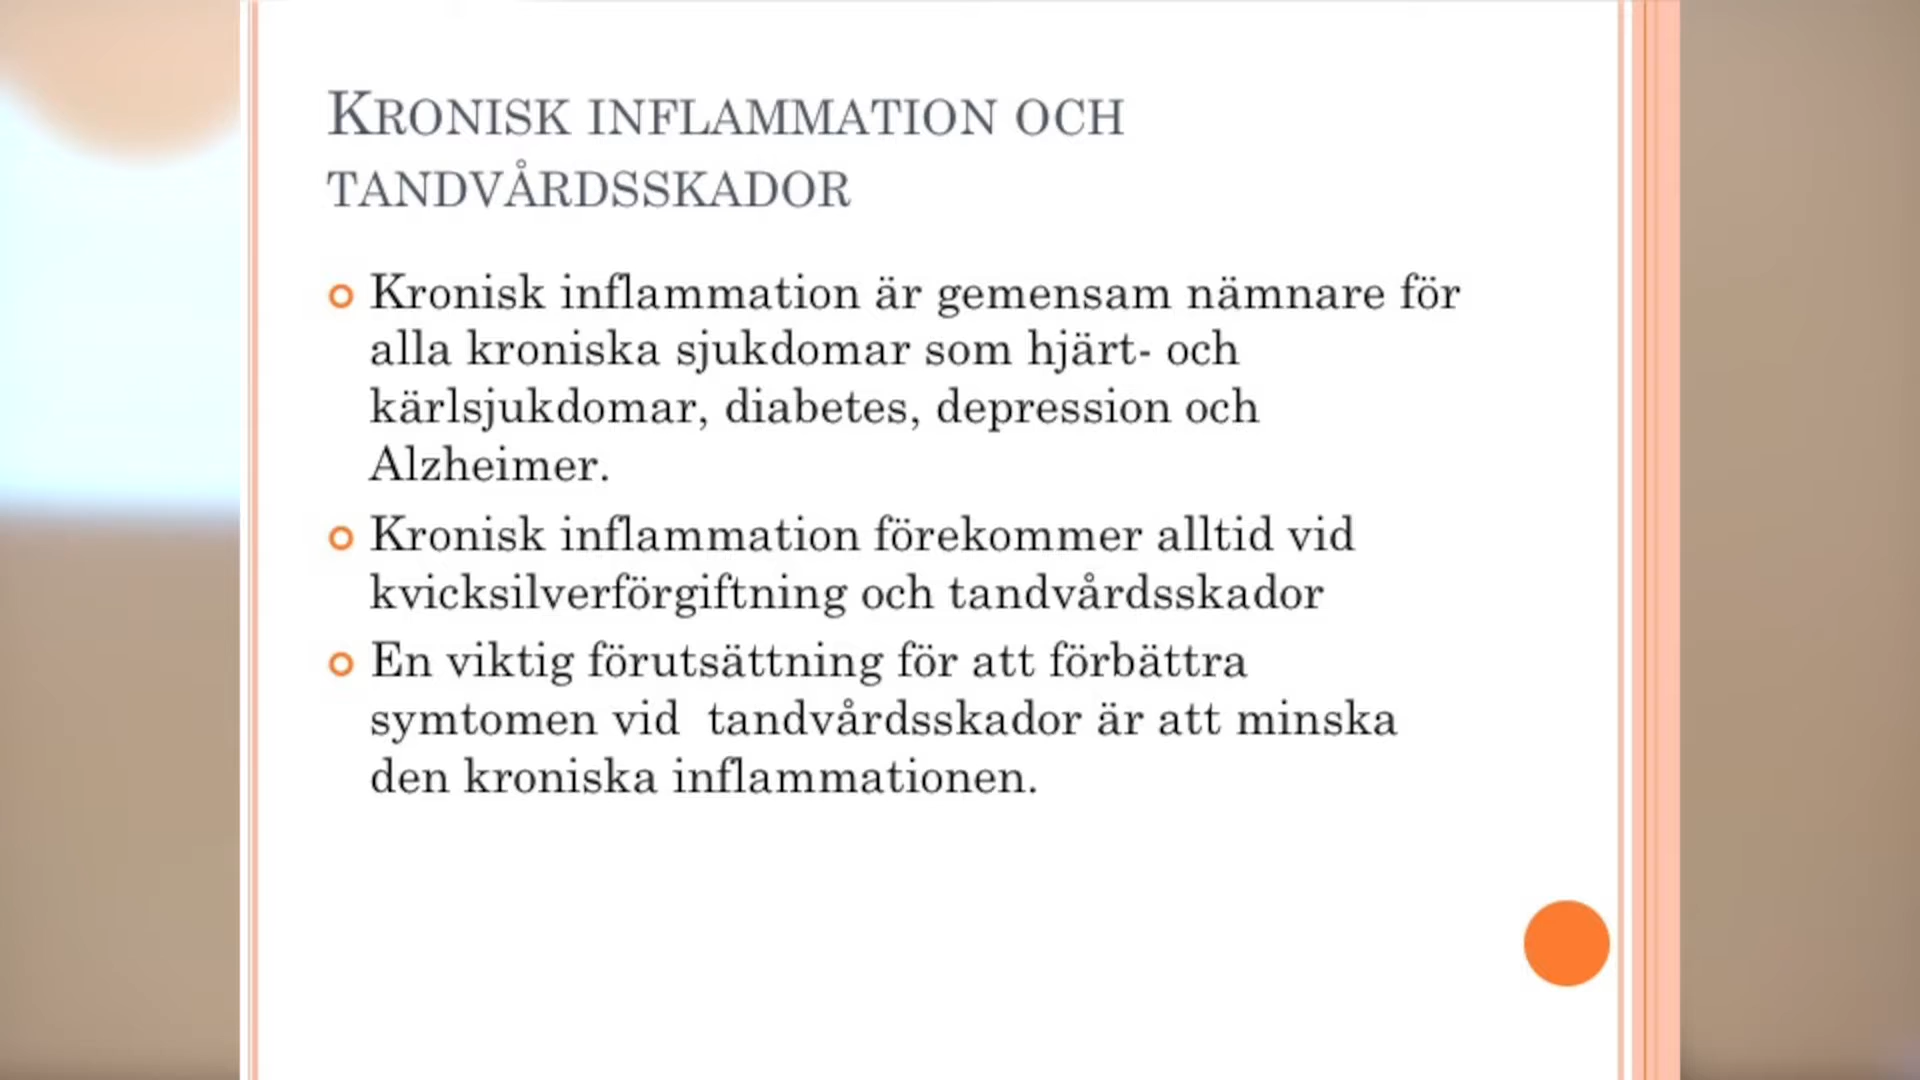 KRONISK INFLAMMATION OCH
TANDVÅRDSSKADOR
Kronisk inflammation är gemensam nämnare för
alla kroniska sjukdomar som hjärt- och
kärlsjukdomar, diabetes, depression och
Alzheimer.
Kronisk inflammation förekommer alltid vid
kvicksilverförgiftning och tandvårdsskador
En viktig förutsättning för att förbättra
symtomen vid  tandvårdsskador är att minska
den kroniska inflammationen.